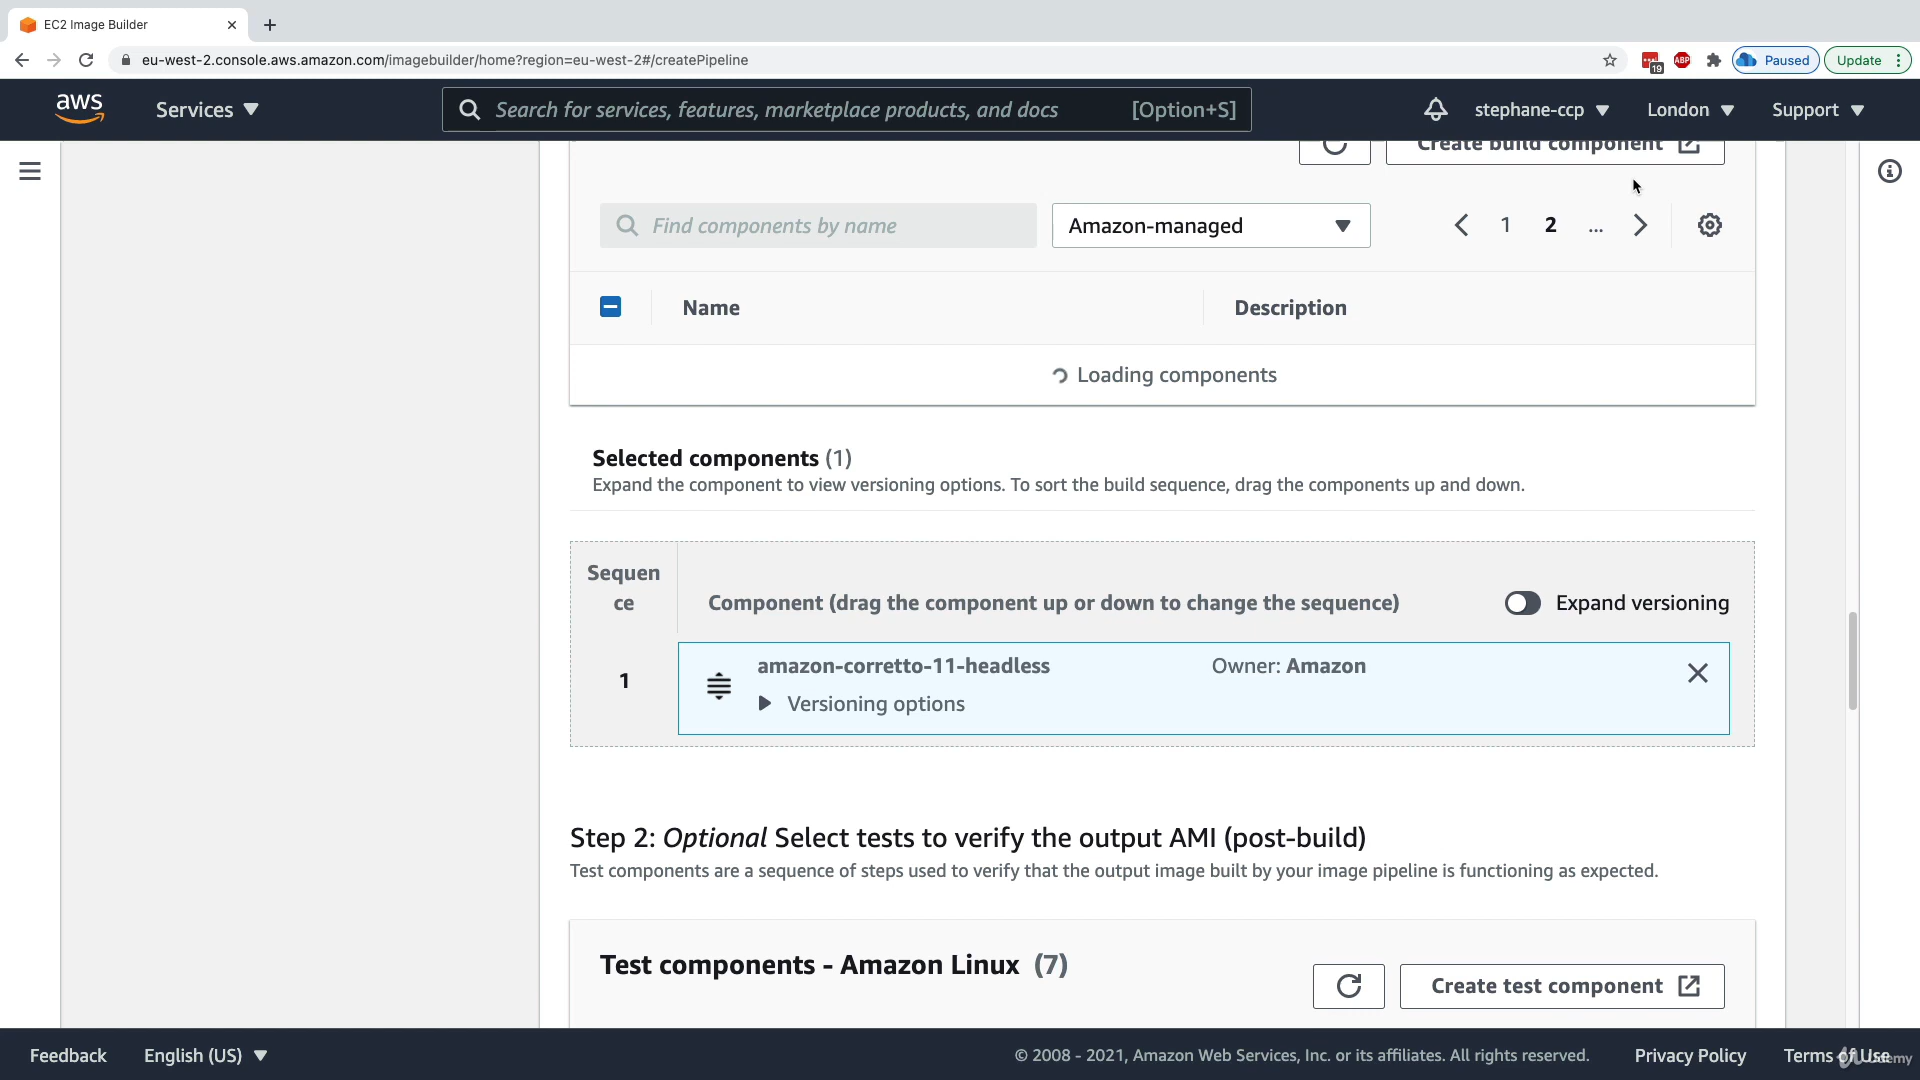 EC2 Image Builder
eu-west-2.console.aws.amazon.com/imagebuilder/home?region=eu-west-2#/createPipeline
19
ABP
Paused
Update
aws
Services
Search for services, features, marketplace products, and docs
[Option+S]
stephane-ccp
London
Support
Create build component
Find components by name
Amazon-managed
1
2
...
Name
Description
Loading components
Selected components (1)
Expand the component to view versioning options. To sort the build sequence, drag the components up and down.
Sequen
ce
Component (drag the component up or down to change the sequence)
Expand versioning
1
amazon-corretto-11-headless
Owner: Amazon
Versioning options
Step 2: Optional Select tests to verify the output AMI (post-build)
Test components are a sequence of steps used to verify that the output image built by your image pipeline is functioning as expected.
Test components - Amazon Linux (7)
Create test component
Feedback
English (US)
© 2008 - 2021, Amazon Web Services, Inc. or its affiliates. All rights reserved.
Privacy Policy
Terms of Use
Udemy